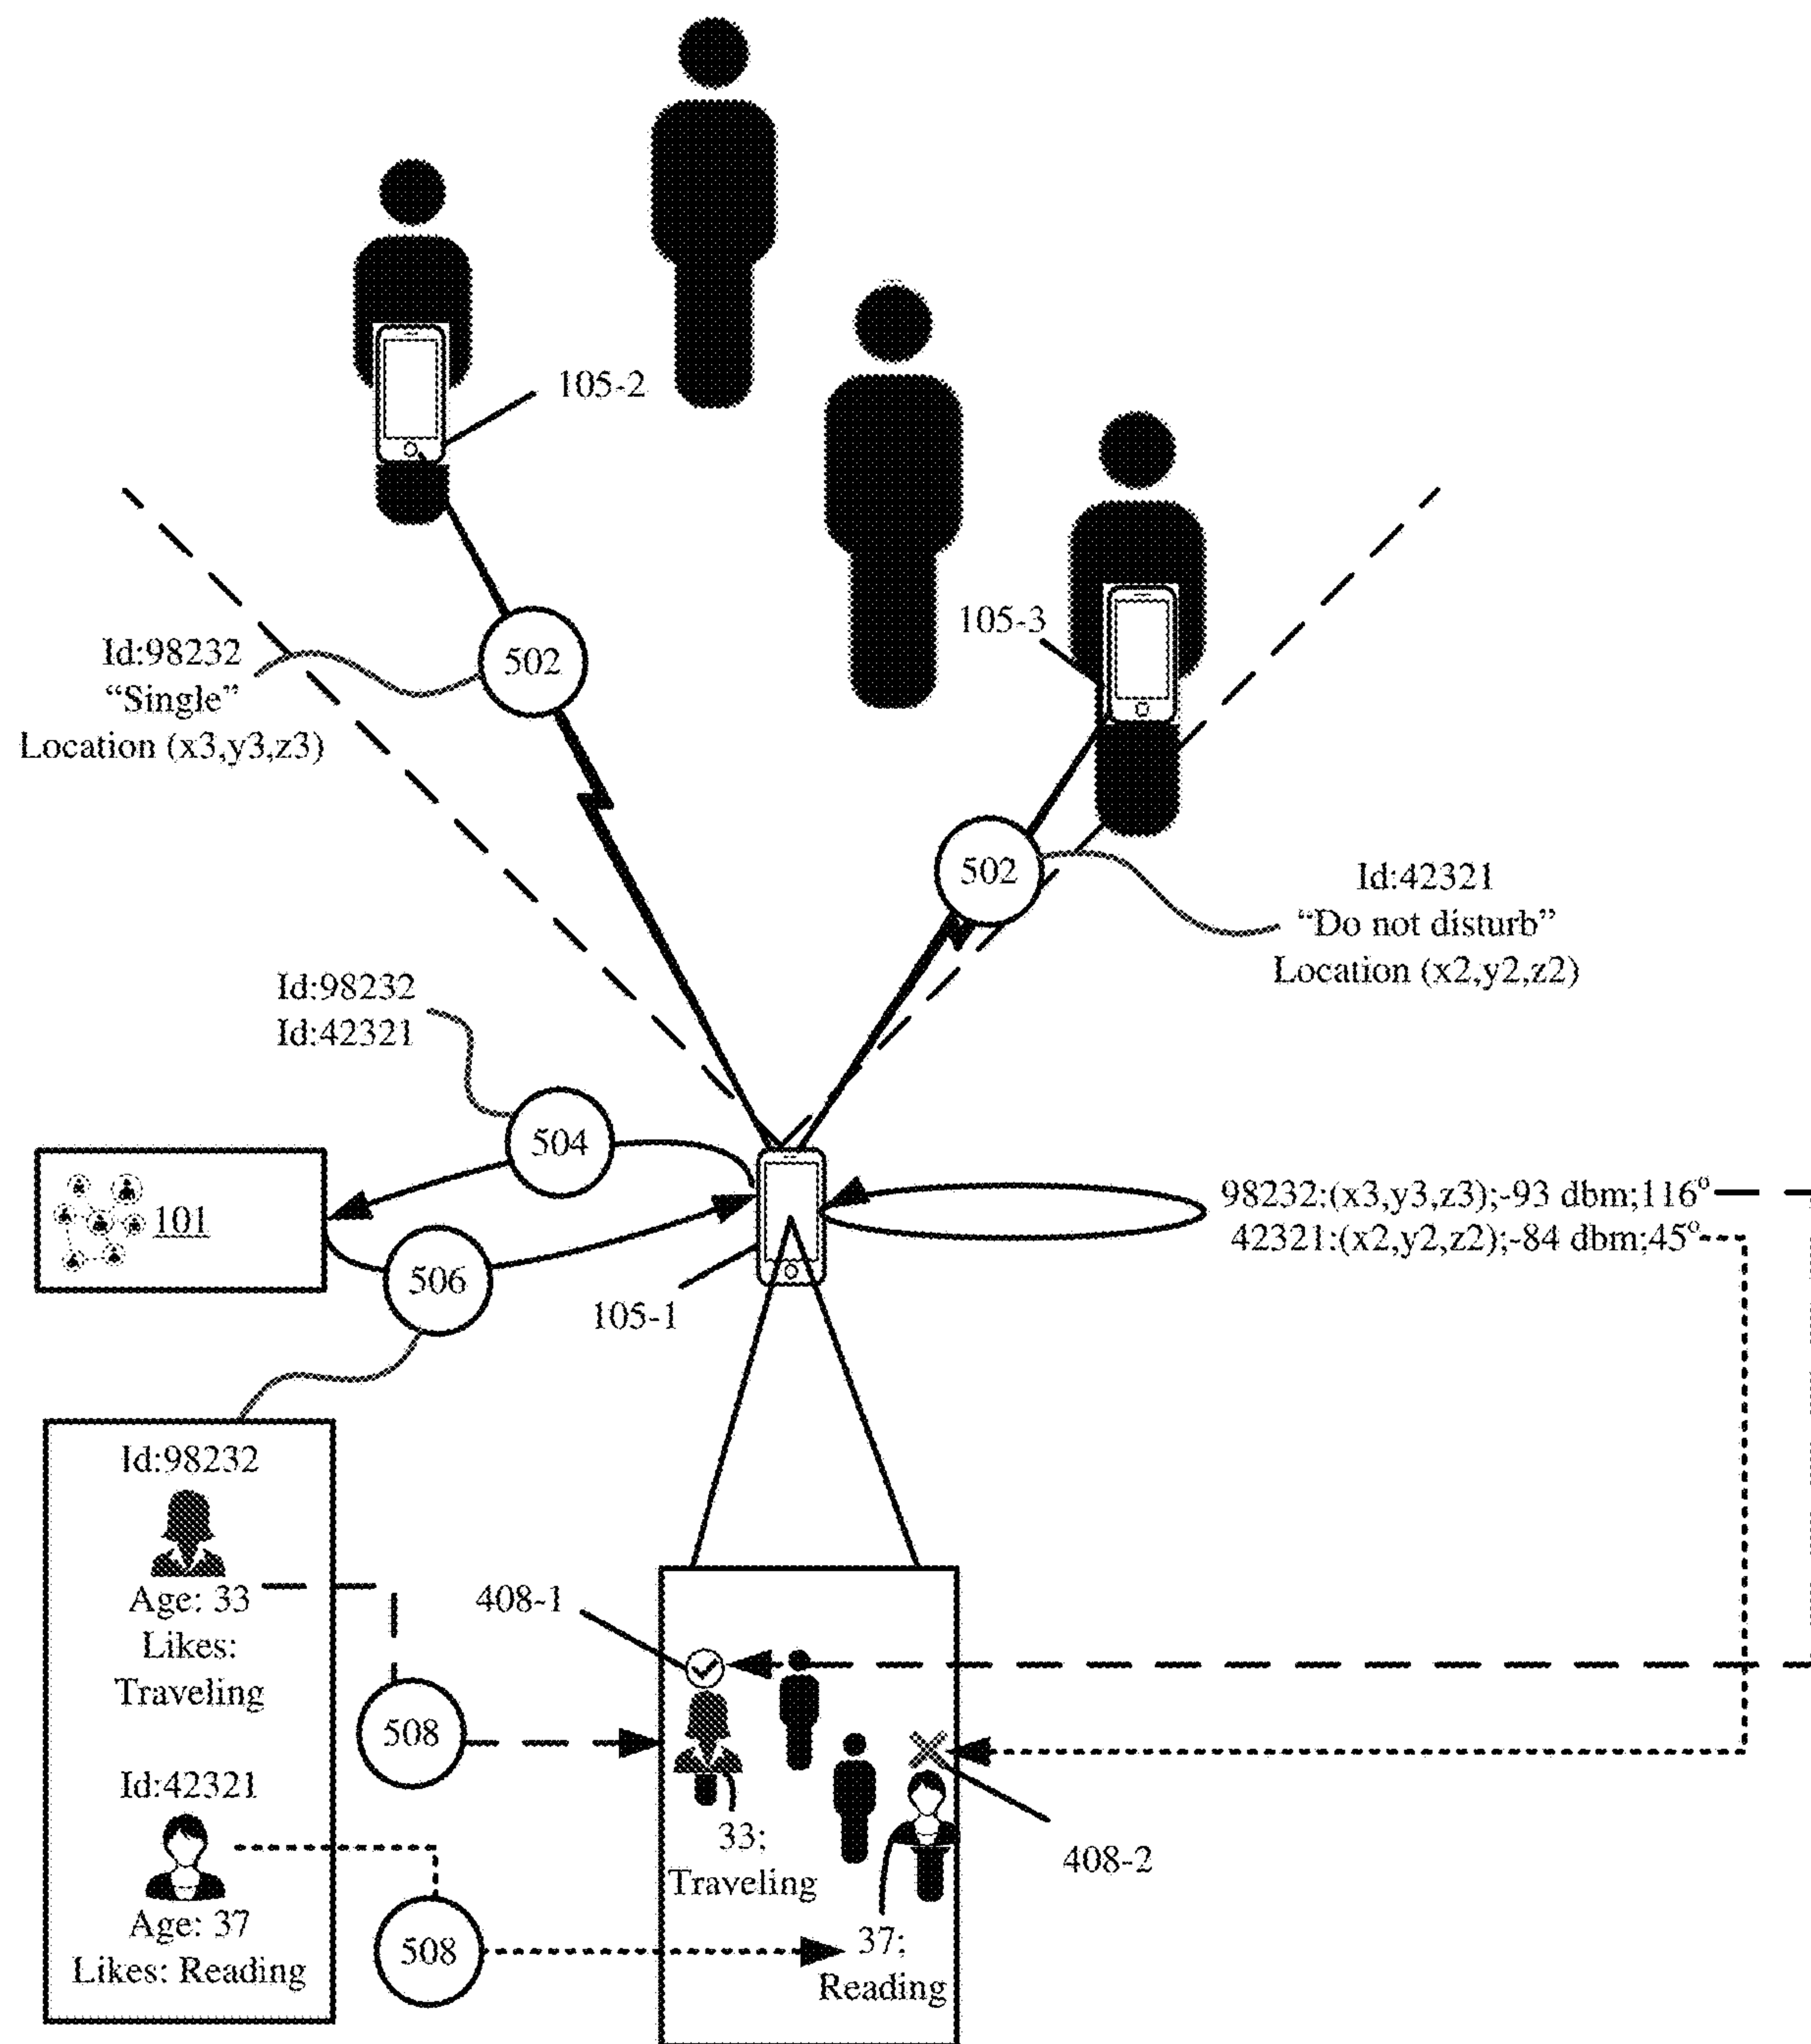 105-2
105-3
Id:98232
“Single”
Location (x3,y3,z3)
502
502
Id:42321
“Do not disturb”
Location (x2,y2,z2)
Id:98232
Id:42321
504
101
98232:(x3,y3,z3);-93 dbm;116°
42321:(x2,y2,z2);-84 dbm;45°
506
105-1
Id:98232
Age: 33
Likes:
Traveling
508
Id:42321
Age: 37
Likes: Reading
508
408-1
33;
Traveling
408-2
37;
Reading